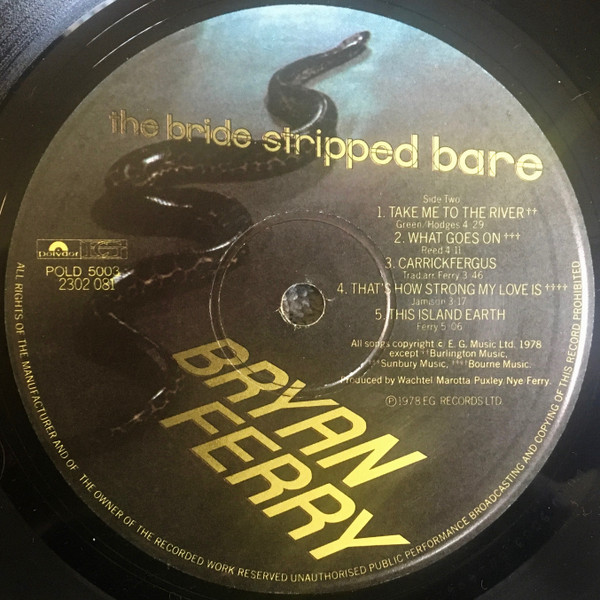 the bride stripped bare
Side Two
1. TAKE ME TO THE RIVER ††
Green/Hodges 4·29
2. WHAT GOES ON †††
Reed 4·11
3. CARRICKFERGUS
Trad:arr Ferry 3·46
4. THAT'S HOW STRONG MY LOVE IS ††††
Jamison 3·17
5. THIS ISLAND EARTH
Ferry 5·06
All songs copyright © E. G. Music Ltd. 1978
except ††Burlington Music,
†††Sunbury Music, ††††Bourne Music.
Produced by Wachtel, Marotta, Puxley, Nye Ferry.
℗1978 E.G. RECORDS LTD.
polydor
POLD 5003
2302 081
BRYAN
FERRY
ALL RIGHTS OF THE MANUFACTURER AND OF THE OWNER OF THE RECORDED WORK RESERVED UNAUTHORISED PUBLIC PERFORMANCE BROADCASTING AND COPYING OF THIS RECORD PROHIBITED